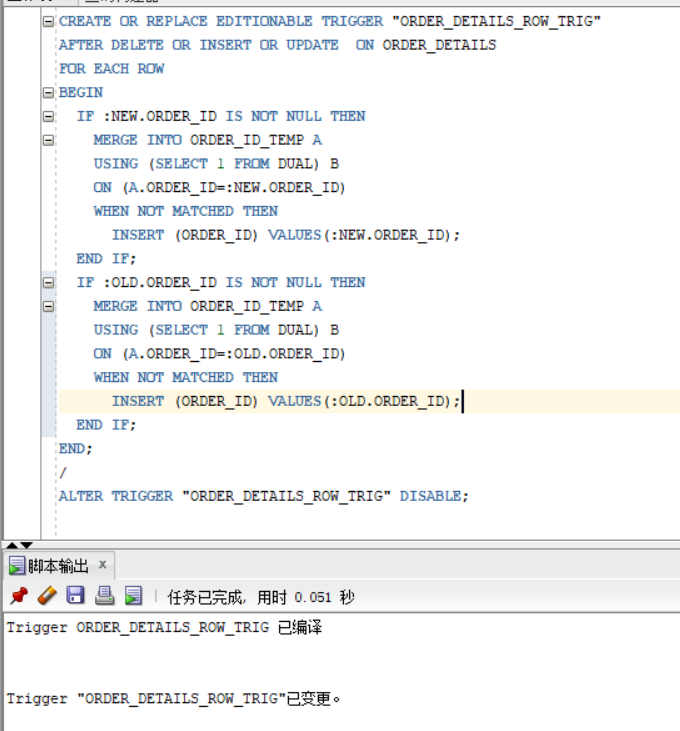 CREATE OR REPLACE EDITIONABLE TRIGGER "ORDER_DETAILS_ROW_TRIG"
AFTER DELETE OR INSERT OR UPDATE  ON ORDER_DETAILS
FOR EACH ROW
BEGIN
  IF :NEW.ORDER_ID IS NOT NULL THEN
    MERGE INTO ORDER_ID_TEMP A
    USING (SELECT 1 FROM DUAL) B
    ON (A.ORDER_ID=:NEW.ORDER_ID)
    WHEN NOT MATCHED THEN
      INSERT (ORDER_ID) VALUES(:NEW.ORDER_ID);
  END IF;
  IF :OLD.ORDER_ID IS NOT NULL THEN
    MERGE INTO ORDER_ID_TEMP A
    USING (SELECT 1 FROM DUAL) B
    ON (A.ORDER_ID=:OLD.ORDER_ID)
    WHEN NOT MATCHED THEN
      INSERT (ORDER_ID) VALUES(:OLD.ORDER_ID);
  END IF;
END;
/
ALTER TRIGGER "ORDER_DETAILS_ROW_TRIG" DISABLE;
脚本输出 x
任务已完成, 用时 0.051 秒
Trigger ORDER_DETAILS_ROW_TRIG 已编译
Trigger "ORDER_DETAILS_ROW_TRIG"已变更。